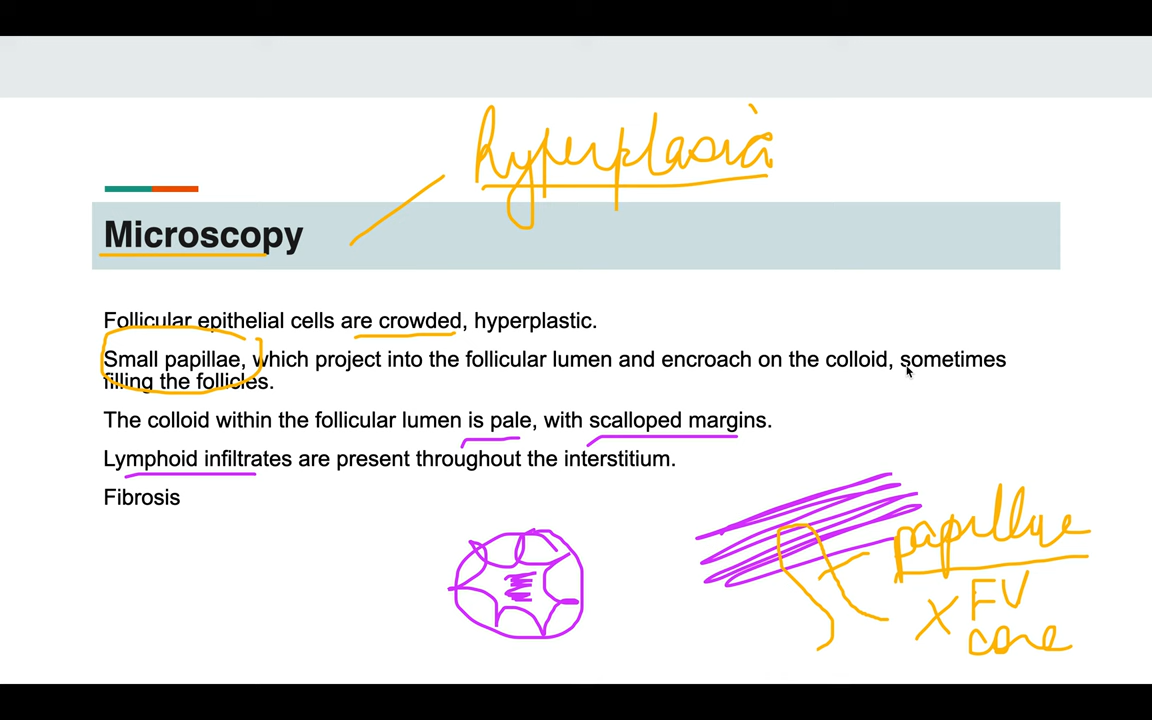 hyperplasia
Microscopy
Follicular epithelial cells are crowded, hyperplastic.
Small papillae, which project into the follicular lumen and encroach on the colloid, sometimes
filling the follicles.
The colloid within the follicular lumen is pale, with scalloped margins.
Lymphoid infiltrates are present throughout the interstitium.
Fibrosis
papillae
X FV
core